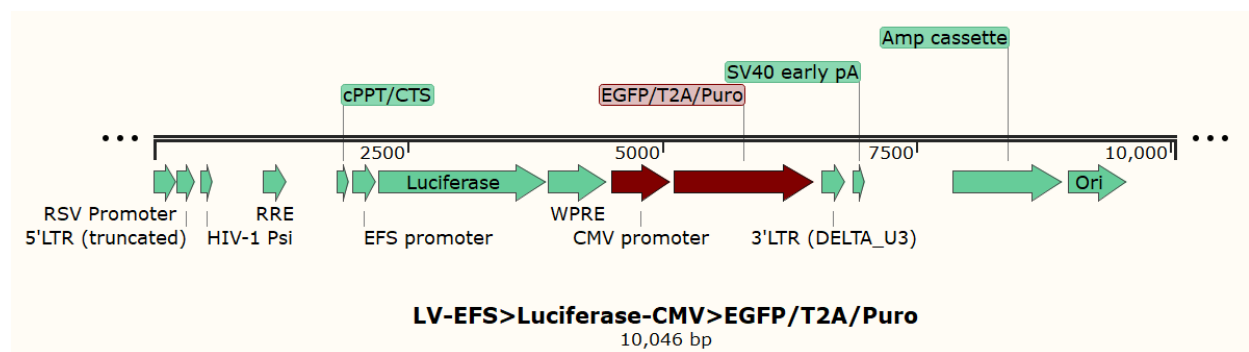 Amp cassette
SV40 early pA
cPPT/CTS
EGFP/T2A/Puro
2500
5000
7500
10,000
Luciferase
Ori
RSV Promoter
RRE
WPRE
5'LTR (truncated)
HIV-1 Psi
EFS promoter
CMV promoter
3'LTR (DELTA_U3)
LV-EFS>Luciferase-CMV>EGFP/T2A/Puro
10,046 bp